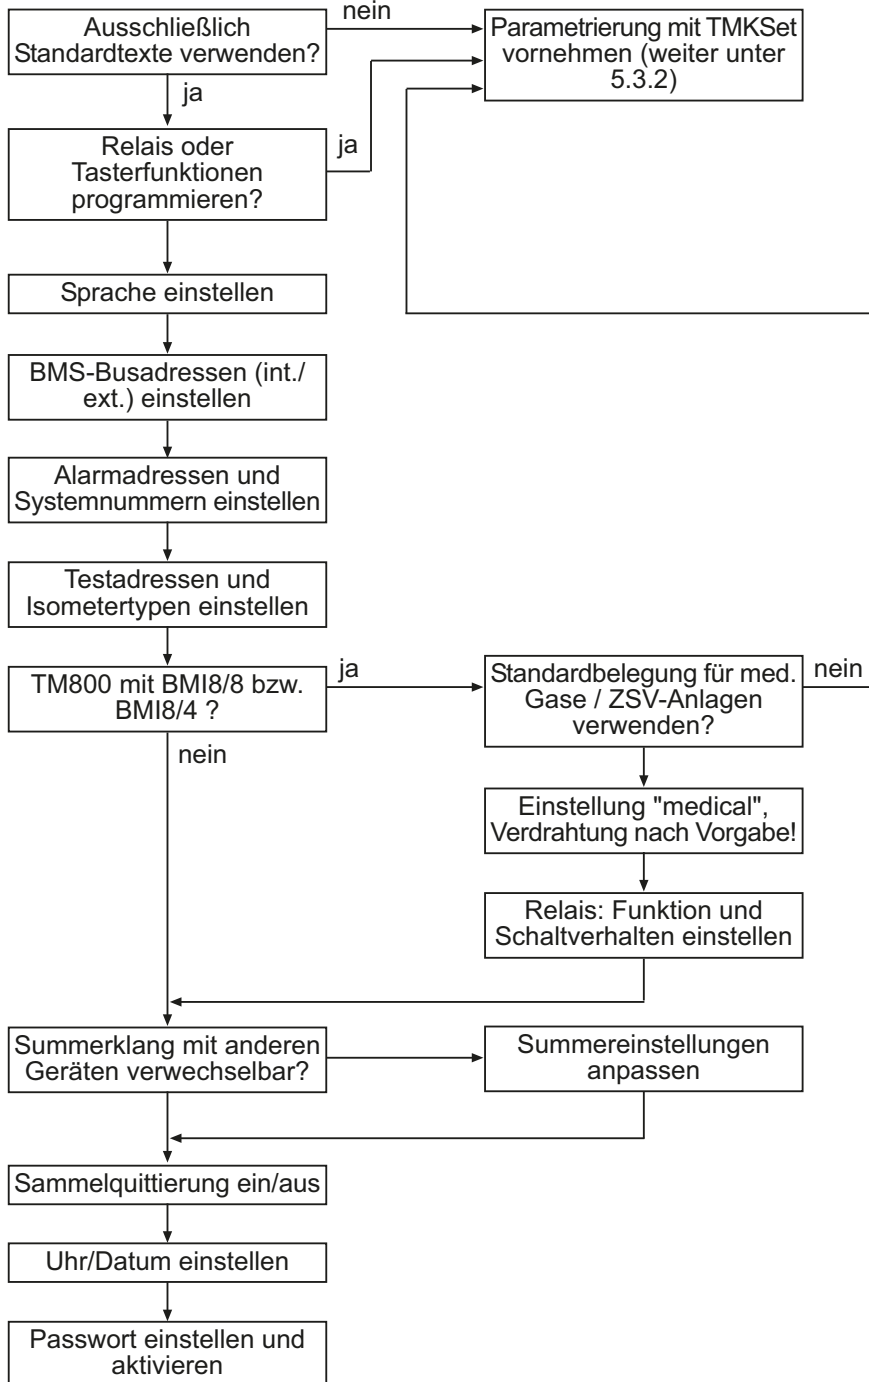 Ausschließlich
Standardtexte verwenden?
nein
Parametrierung mit TMKSet
vornehmen (weiter unter
5.3.2)
ja
Relais oder
Tasterfunktionen
programmieren?
ja
Sprache einstellen
BMS-Busadressen (int./
ext.) einstellen
Alarmadressen und
Systemnummern einstellen
Testadressen und
Isometertypen einstellen
TM800 mit BMI8/8 bzw.
BMI8/4 ?
ja
Standardbelegung für med.
Gase / ZSV-Anlagen
verwenden?
nein
nein
Einstellung "medical",
Verdrahtung nach Vorgabe!
Relais: Funktion und
Schaltverhalten einstellen
Summerklang mit anderen
Geräten verwechselbar?
Summereinstellungen
anpassen
Sammelquittierung ein/aus
Uhr/Datum einstellen
Passwort einstellen und
aktivieren